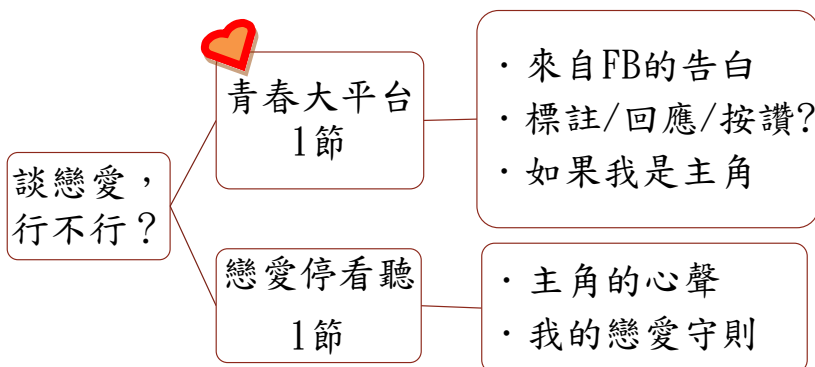 談戀愛，
行不行？
青春大平台
1節
·來自FB的告白
·標註/回應/按讚?
·如果我是主角
戀愛停看聽
1節
·主角的心聲
·我的戀愛守則